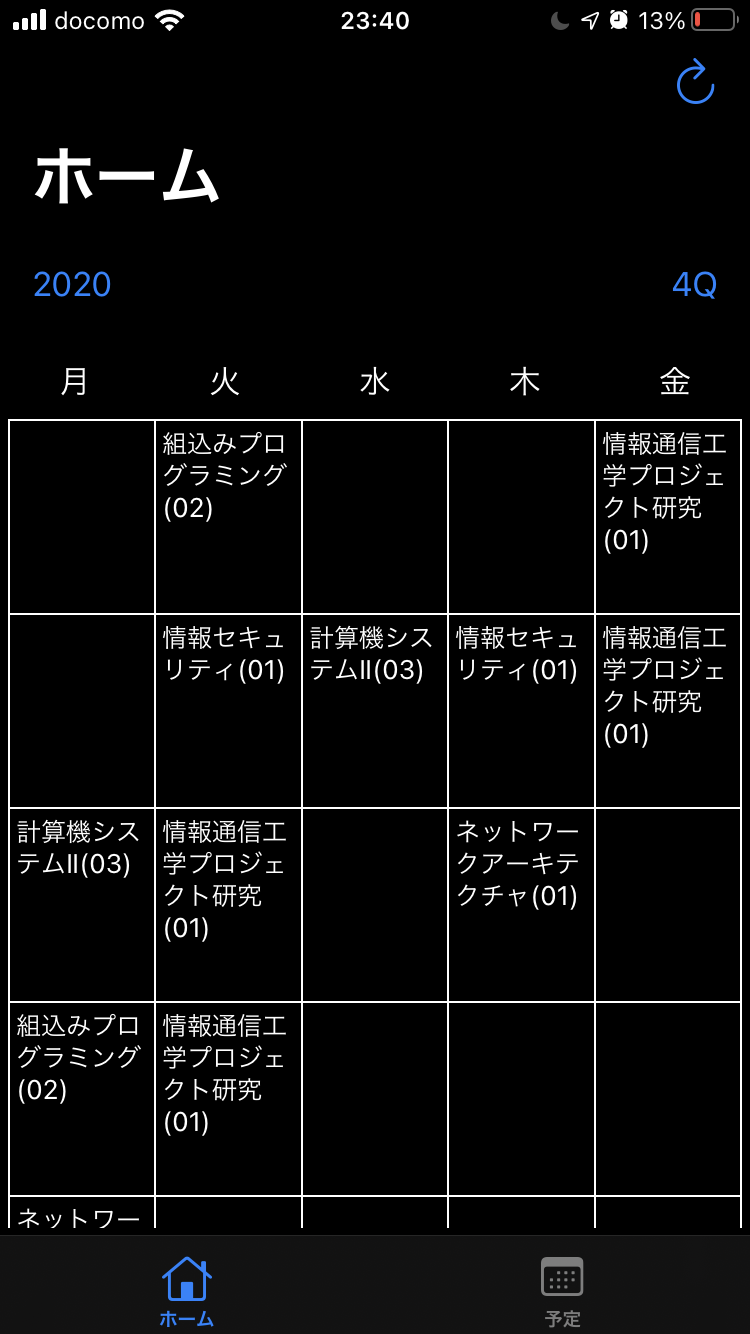 docomo 23:40 13%
ホーム
2020 4Q
月 火 水 木 金
組込みプロ
グラミング
(02)
情報通信工
学プロジェ
クト研究
(01)
情報セキュ
リティ(01)
計算機シス
テムII(03)
情報セキュ
リティ(01)
情報通信工
学プロジェ
クト研究
(01)
計算機シス
テムII(03)
情報通信工
学プロジェ
クト研究
(01)
ネットワー
クアーキテ
クチャ(01)
組込みプロ
グラミング
(02)
情報通信工
学プロジェ
クト研究
(01)
ネットワー
ホーム 予定